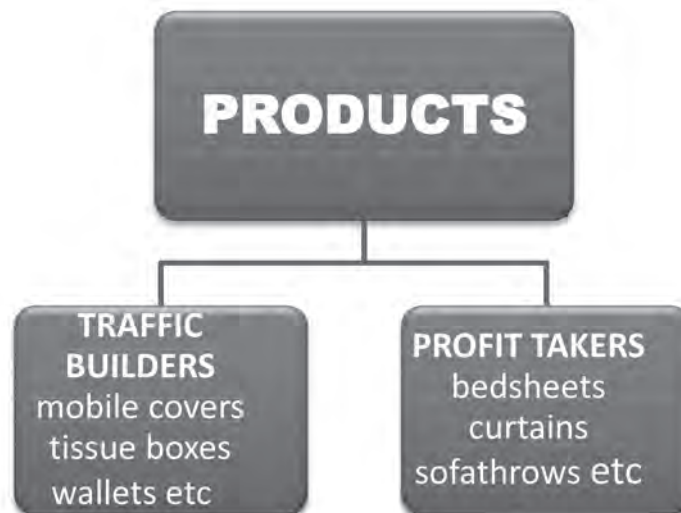 PRODUCTS
TRAFFIC
BUILDERS
mobile covers
tissue boxes
wallets etc
PROFIT TAKERS
bedsheets
curtains
sofathrows etc